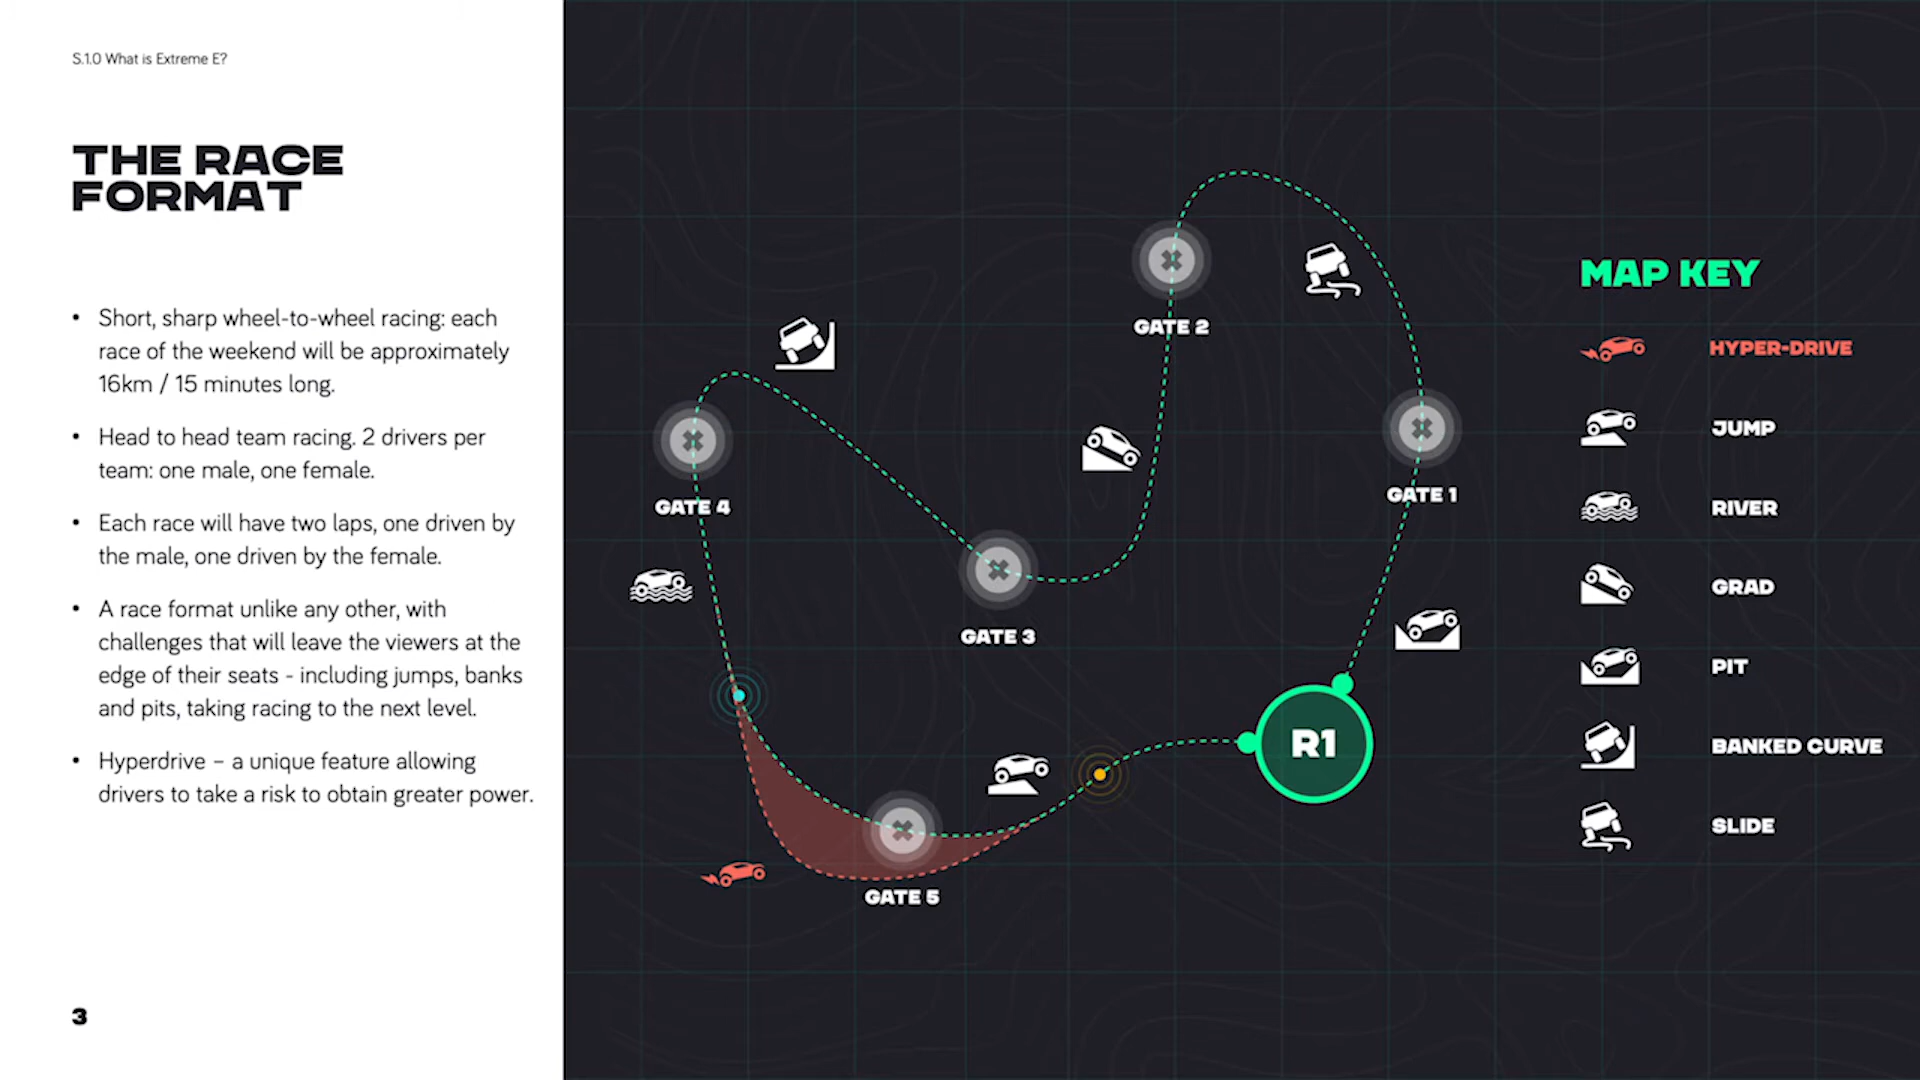 S.1.0 What is Extreme E?
THE RACE
FORMAT
• Short, sharp wheel-to-wheel racing: each
race of the weekend will be approximately
16km / 15 minutes long.
• Head to head team racing. 2 drivers per
team: one male, one female.
• Each race will have two laps, one driven by
the male, one driven by the female.
• A race format unlike any other, with
challenges that will leave the viewers at the
edge of their seats - including jumps, banks
and pits, taking racing to the next level.
• Hyperdrive – a unique feature allowing
drivers to take a risk to obtain greater power.
3
GATE 2
GATE 1
GATE 4
GATE 3
R1
GATE 5
MAP KEY
HYPER-DRIVE
JUMP
RIVER
GRAD
PIT
BANKED CURVE
SLIDE